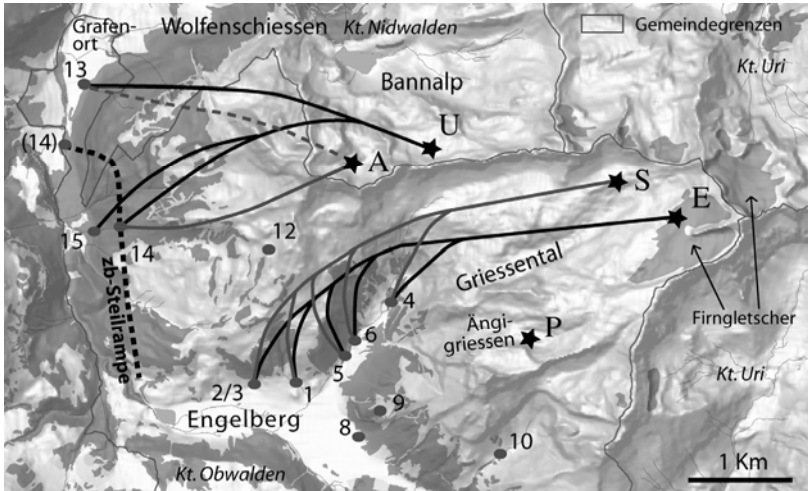 Grafen-
ort
Wolfenschiessen
Kt. Nidwalden
Gemeindegrenzen
Kt. Uri
13
Bannalp
U
(14)
A
S
E
15
14
12
zb-Steilrampe
Griessental
4
Firngletscher
Ängi-
griessen
P
6
5
2/3
1
Kt. Uri
Engelberg
9
8
10
Kt. Obwalden
1 Km